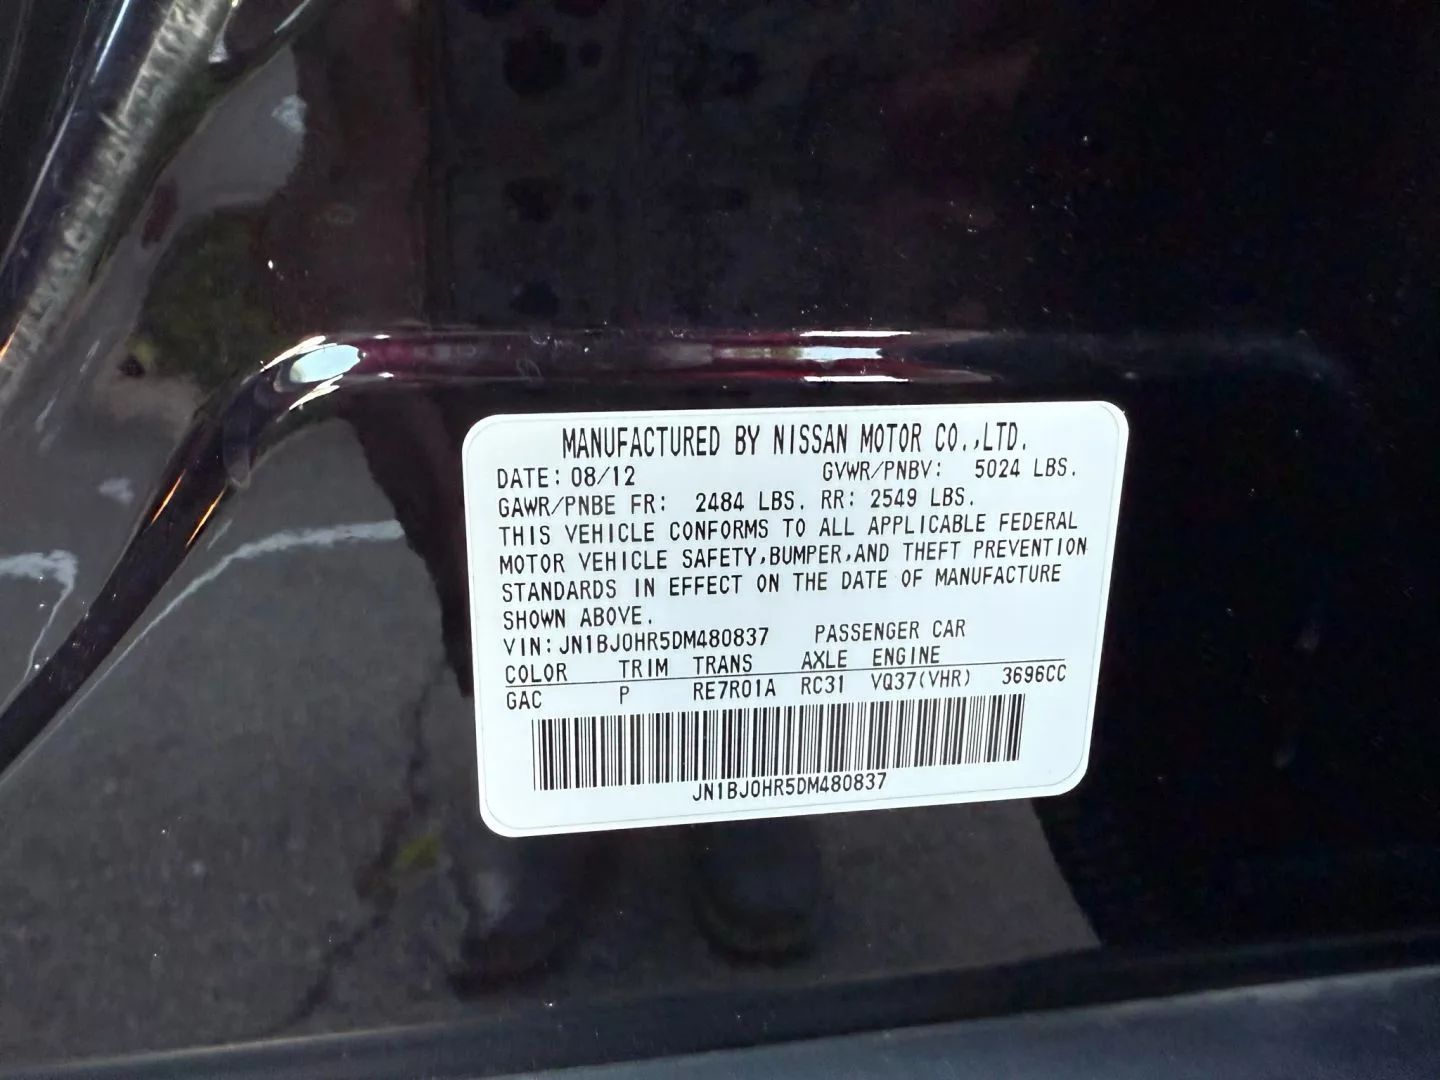 MANUFACTURED BY NISSAN MOTOR CO.,LTD.
DATE: 08/12 GVWR/PNBV: 5024 LBS.
GAWR/PNBE FR: 2484 LBS. RR: 2549 LBS.
THIS VEHICLE CONFORMS TO ALL APPLICABLE FEDERAL
MOTOR VEHICLE SAFETY,BUMPER,AND THEFT PREVENTION
STANDARDS IN EFFECT ON THE DATE OF MANUFACTURE
SHOWN ABOVE.
VIN: JN1BJ0HR5DM480837 PASSENGER CAR
COLOR TRIM TRANS AXLE ENGINE
GAC P RE7R01A RC31 VQ37(VHR) 3696CC
JN1BJ0HR5DM480837